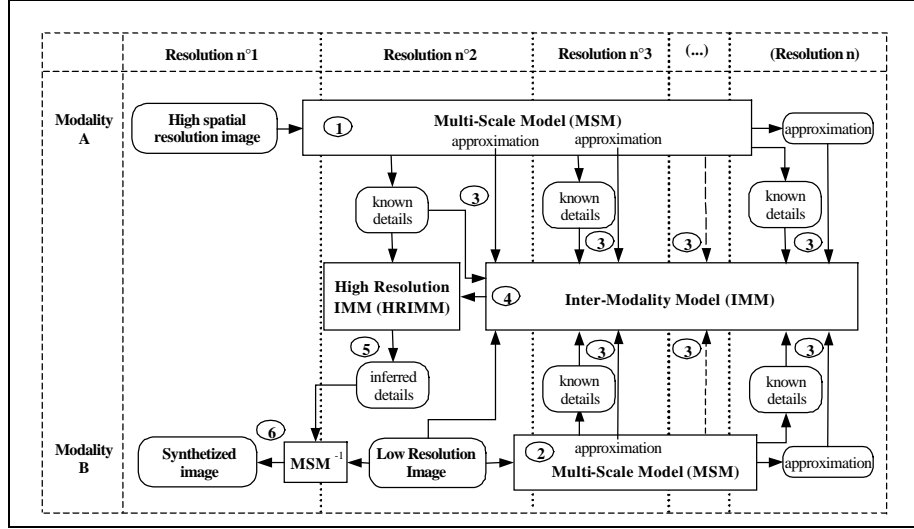 Resolution n°1
Resolution n°2
Resolution n°3
(...)
(Resolution n)
Modality
A
High spatial
resolution image
1
Multi-Scale Model (MSM)
approximation
approximation
approximation
known
details
3
known
details
3
3
known
details
3
High Resolution
IMM (HRIMM)
4
Inter-Modality Model (IMM)
5
inferred
details
3
known
details
3
3
known
details
Modality
B
6
Synthetized
image
MSM -1
Low Resolution
Image
2
approximation
Multi-Scale Model (MSM)
approximation